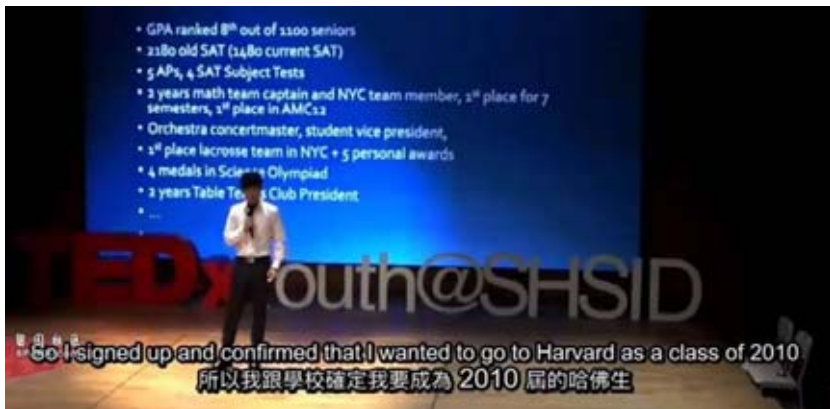 • GPA ranked 8th out of 1100 seniors
• 2180 old SAT (1480 current SAT)
• 5 APs, 4 SAT Subject Tests
• 2 years math team captain and NYC team member, 1st place for 7
semesters, 1st place in AMC12
• Orchestra concertmaster, student vice president,
• 1st place lacrosse team in NYC + 5 personal awards
• 4 medals in Science Olympiad
• 2 years Table Tennis Club President
• ...
TEDxYouth@SHSID
So I signed up and confirmed that I wanted to go to Harvard as a class of 2010
所以我跟學校確定我要成為 2010 屆的哈佛生